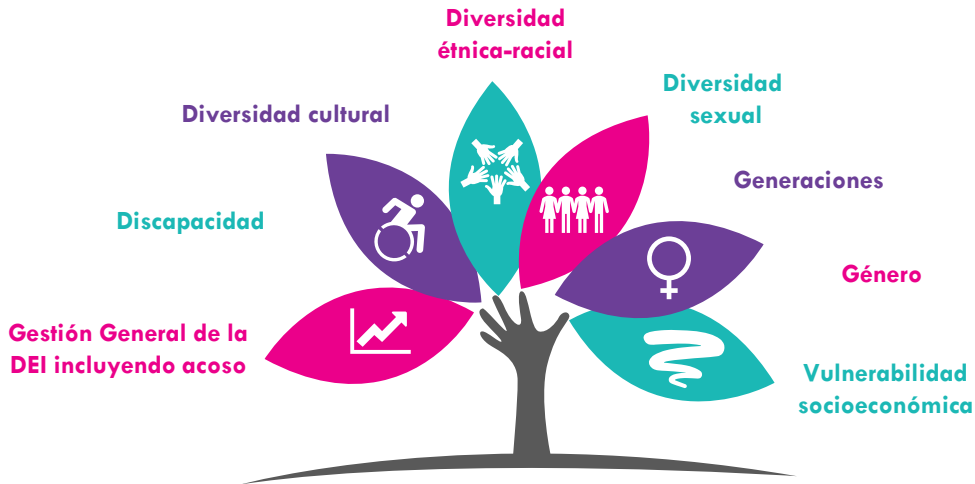 Diversidad
étnica-racial
Diversidad
sexual
Diversidad cultural
Generaciones
Discapacidad
Género
Gestión General de la
DEI incluyendo acoso
Vulnerabilidad
socioeconómica